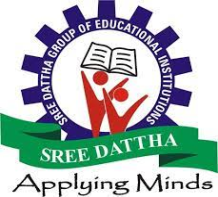 SREE DATTHA GROUP OF EDUCATIONAL INSTITUTIONS
SREE DATTHA
Applying Minds